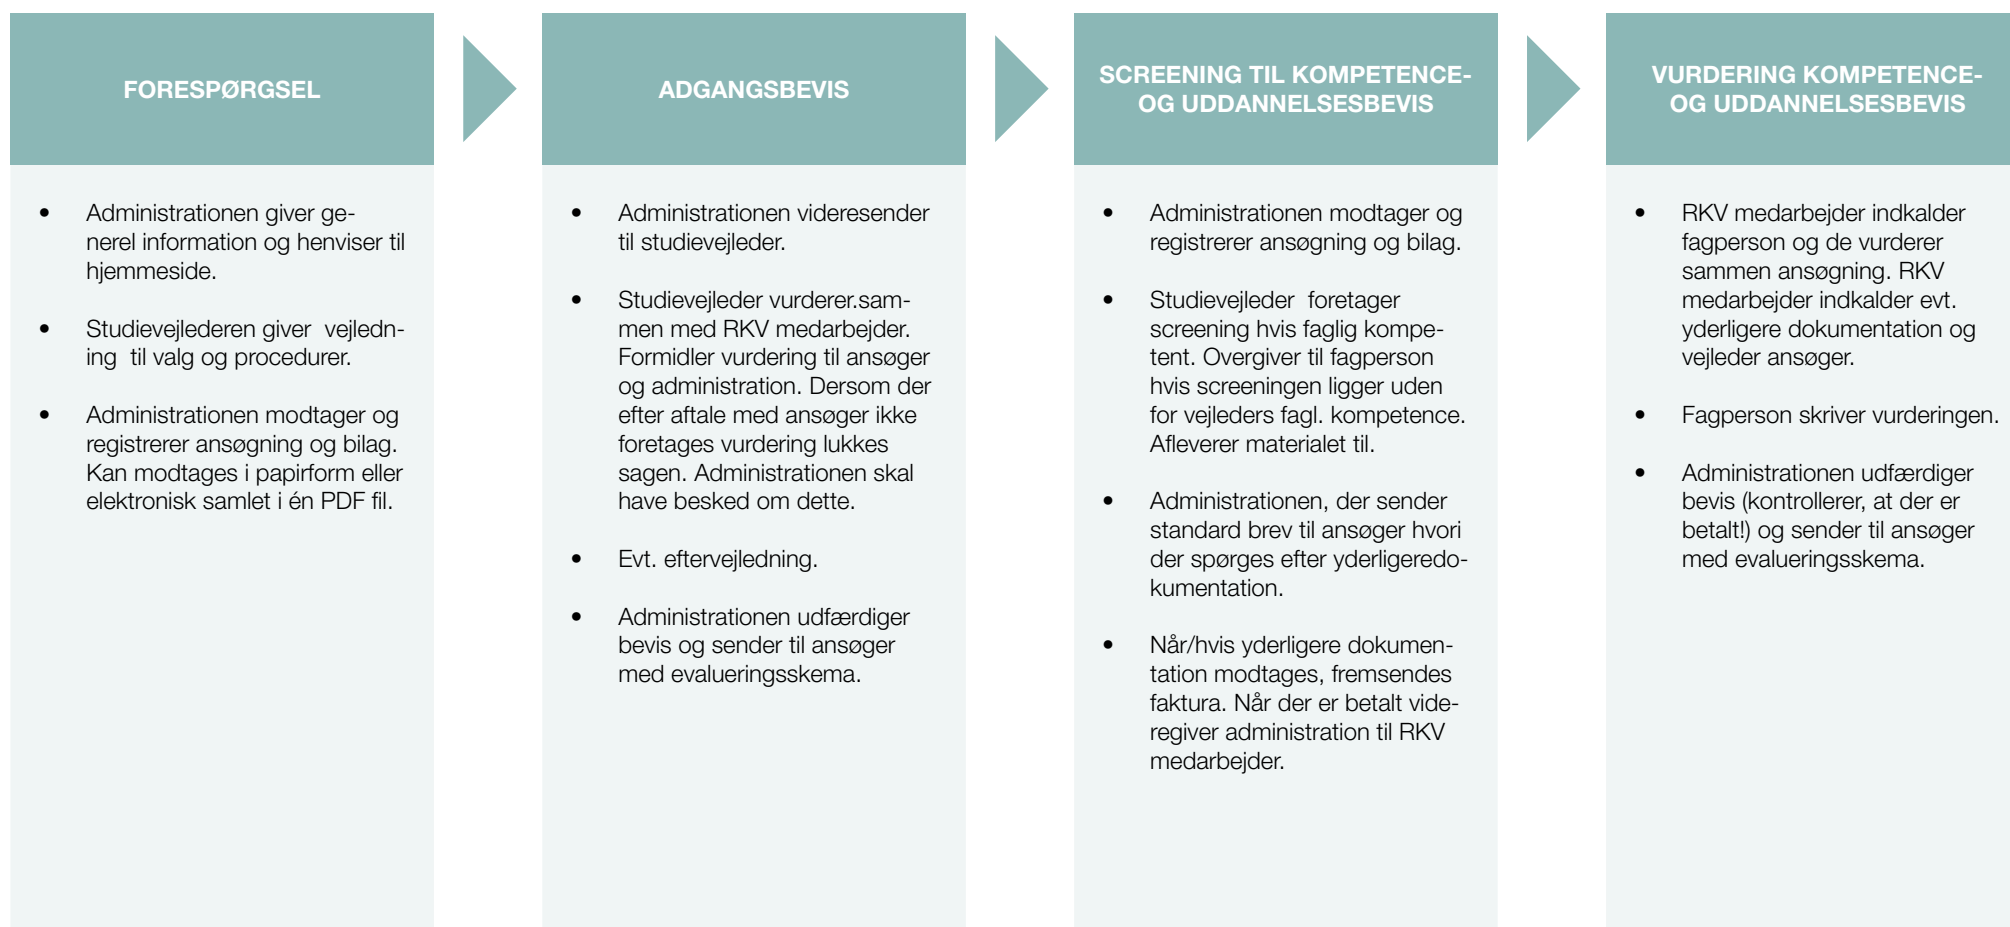 FORESPØRGSEL
• Administrationen giver ge-
nerel information og henviser til
hjemmeside.
• Studievejlederen giver  vejledn-
ing  til valg og procedurer.
• Administrationen modtager og
registrerer ansøgning og bilag.
Kan modtages i papirform eller
elektronisk samlet i én PDF fil.
ADGANGSBEVIS
• Administrationen videresender
til studievejleder.
• Studievejleder vurderer.sam-
men med RKV medarbejder.
Formidler vurdering til ansøger
og administration. Dersom der
efter aftale med ansøger ikke
foretages vurdering lukkes
sagen. Administrationen skal
have besked om dette.
• Evt. eftervejledning.
• Administrationen udfærdiger
bevis og sender til ansøger
med evalueringsskema.
SCREENING TIL KOMPETENCE-
OG UDDANNELSESBEVIS
• Administrationen modtager og
registrerer ansøgning og bilag.
• Studievejleder  foretager
screening hvis faglig kompe-
tent. Overgiver til fagperson
hvis screeningen ligger uden
for vejleders fagl. kompetence.
Afleverer materialet til.
• Administrationen, der sender
standard brev til ansøger hvori
der spørges efter yderligeredo-
kumentation.
• Når/hvis yderligere dokumen-
tation modtages, fremsendes
faktura. Når der er betalt vide-
regiver administration til RKV
medarbejder.
VURDERING KOMPETENCE-
OG UDDANNELSESBEVIS
• RKV medarbejder indkalder
fagperson og de vurderer
sammen ansøgning. RKV
medarbejder indkalder evt.
yderligere dokumentation og
vejleder ansøger.
• Fagperson skriver vurderingen.
• Administrationen udfærdiger
bevis (kontrollerer, at der er
betalt!) og sender til ansøger
med evalueringsskema.